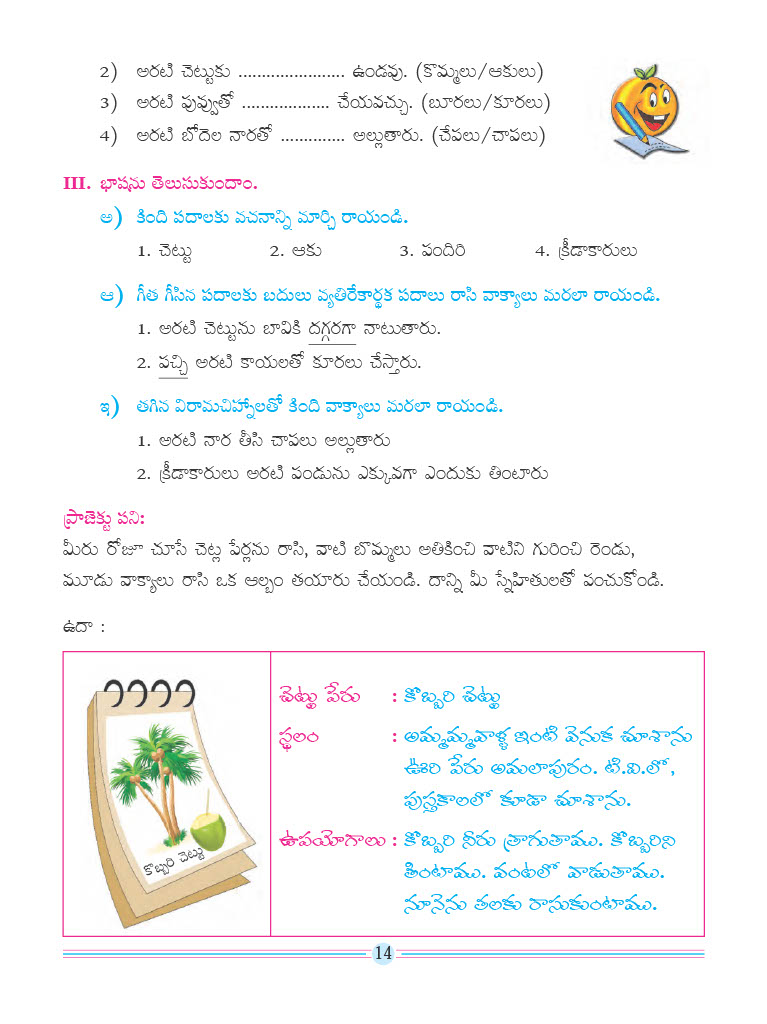 2) అరటి చెట్టుకు ....................... ఉండవు. (కొమ్మలు/ఆకులు)
3) అరటి పువ్వుతో ................... చేయవచ్చు. (బూరలు/కూరలు)
4) అరటి బోదెల నారతో .............. అల్లుతారు. (చేపలు/చాపలు)
III. భాషను తెలుసుకుందాం.
అ) కింది పదాలకు వచనాన్ని మార్చి రాయండి.
1. చెట్టు 2. ఆకు 3. పందిరి 4. క్రీడాకారులు
ఆ) గీత గీసిన పదాలకు బదులు వ్యతిరేకార్థక పదాలు రాసి వాక్యాలు మరలా రాయండి.
1. అరటి చెట్టును బావికి దగ్గరగా నాటుతారు.
2. పచ్చి అరటి కాయలతో కూరలు చేస్తారు.
ఇ) తగిన విరామచిహ్నాలతో కింది వాక్యాలు మరలా రాయండి.
1. అరటి నార తీసి చాపలు అల్లుతారు
2. క్రీడాకారులు అరటి పండును ఎక్కువగా ఎందుకు తింటారు
ప్రాజెక్టు పని:
మీరు రోజూ చూసే చెట్ల పేర్లను రాసి, వాటి బొమ్మలు అతికించి వాటిని గురించి రెండు,
మూడు వాక్యాలు రాసి ఒక ఆల్బం తయారు చేయండి. దాన్ని మీ స్నేహితులతో పంచుకోండి.
ఉదా :
కొబ్బరి చెట్టు
చెట్టు పేరు : కొబ్బరి చెట్టు
స్థలం : అమ్మమ్మవాళ్ళ ఇంటి వెనుక చూశాను
ఊరి పేరు అమలాపురం. టి.వి.లో,
పుస్తకాలలో కూడా చూశాను.
ఉపయోగాలు : కొబ్బరి నీరు త్రాగుతాము. కొబ్బరిని
తింటాము. వంటలో వాడుతాము.
నూనెను తలకు రాసుకుంటాము.
14